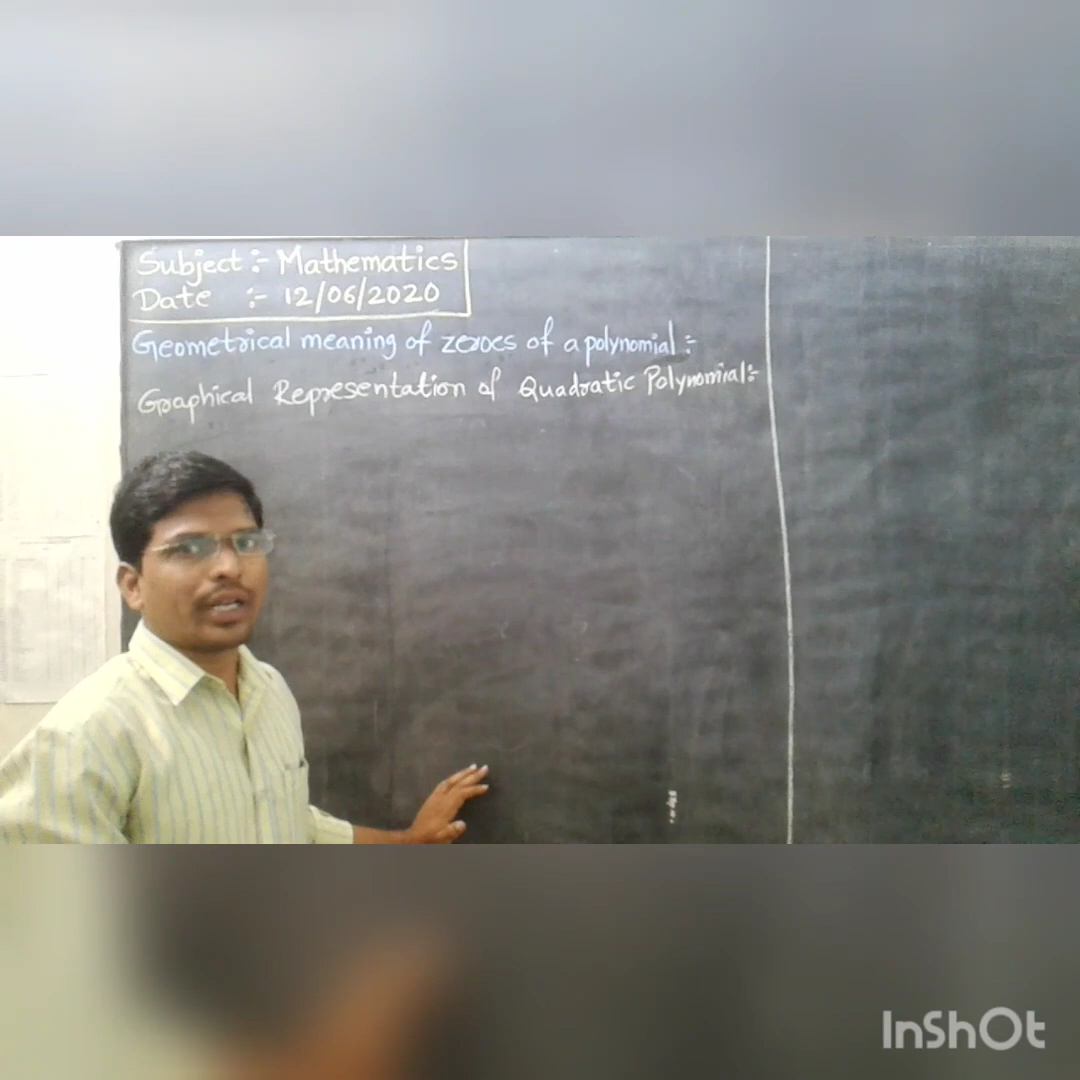 Subject :- Mathematics
Date :- 12/06/2020
Geometrical meaning of zeroes of a polynomial :-
Graphical Representation of Quadratic Polynomial:-
InShOt